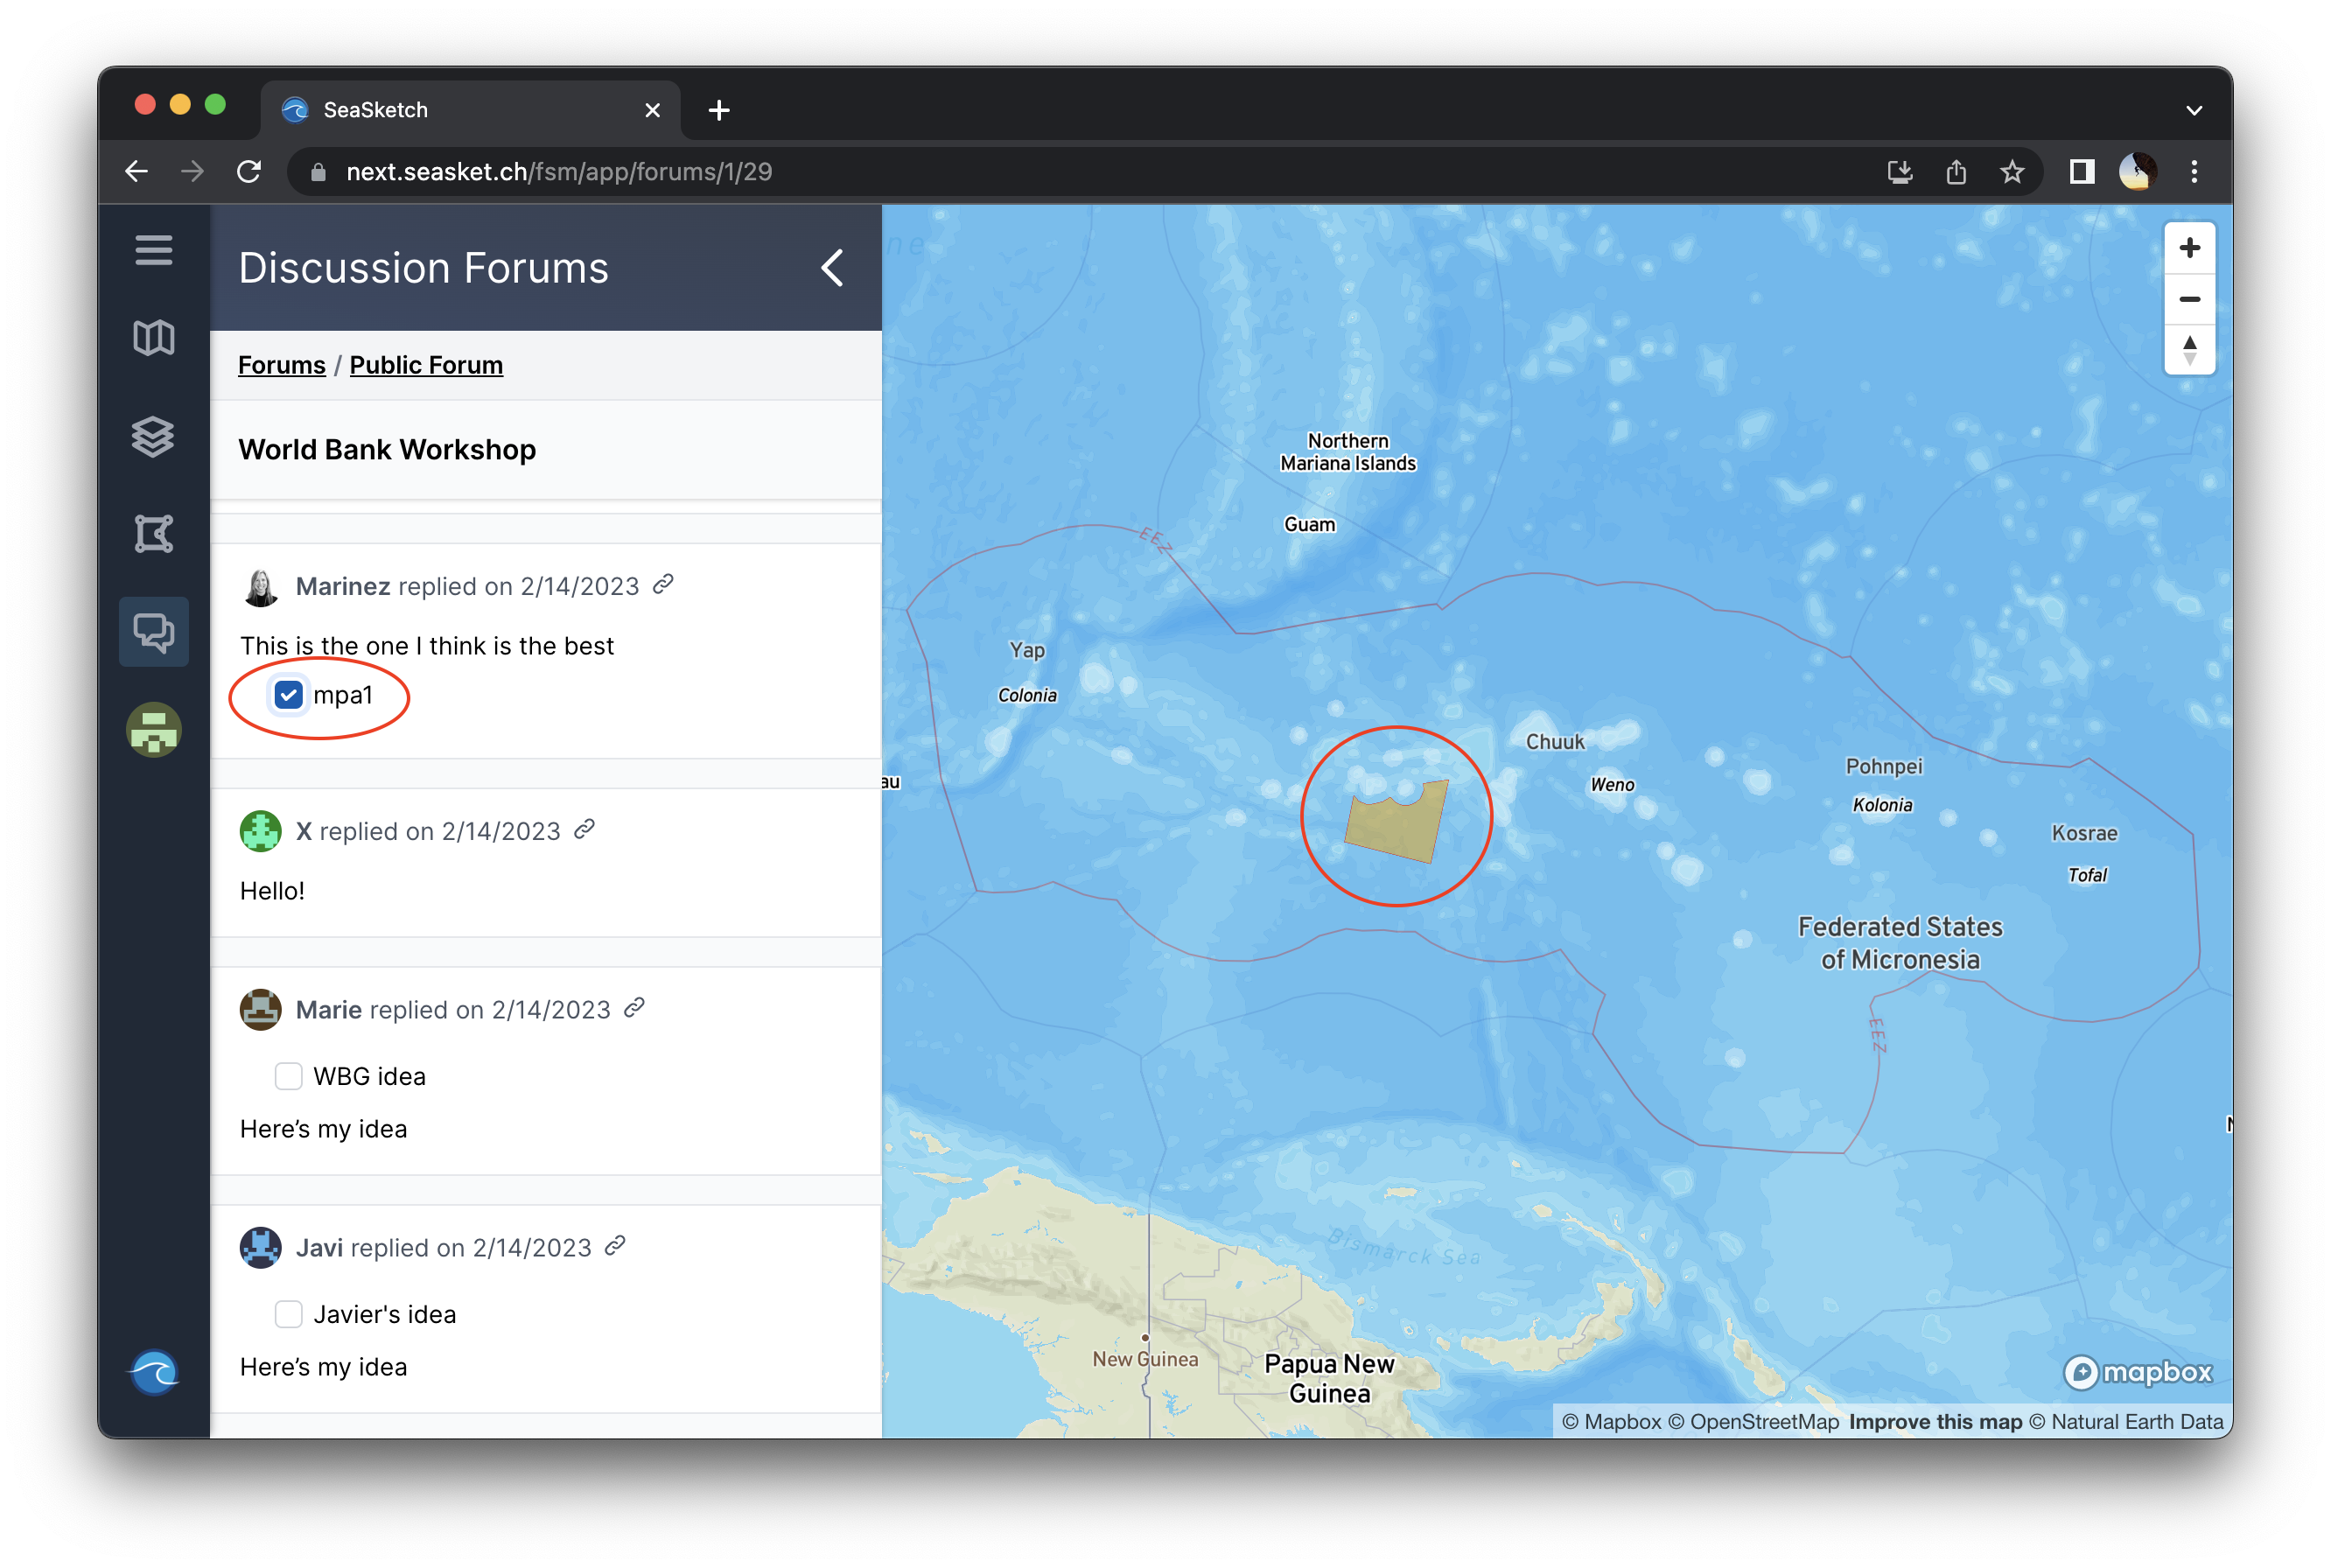 SeaSketch
next.seasket.ch/fsm/app/forums/1/29
Discussion Forums
Forums / Public Forum
World Bank Workshop
Marinez replied on 2/14/2023
This is the one I think is the best
mpa1
X replied on 2/14/2023
Hello!
Marie replied on 2/14/2023
WBG idea
Here’s my idea
Javi replied on 2/14/2023
Javier's idea
Here’s my idea
ne
Northern
Mariana Islands
Guam
EEZ
Yap
Colonia
au
Chuuk
Weno
Pohnpei
Kolonia
Kosrae
Tofal
Federated States
of Micronesia
EEZ
Bismarck Sea
New Guinea
Papua New
Guinea
mapbox
© Mapbox © OpenStreetMap Improve this map © Natural Earth Data